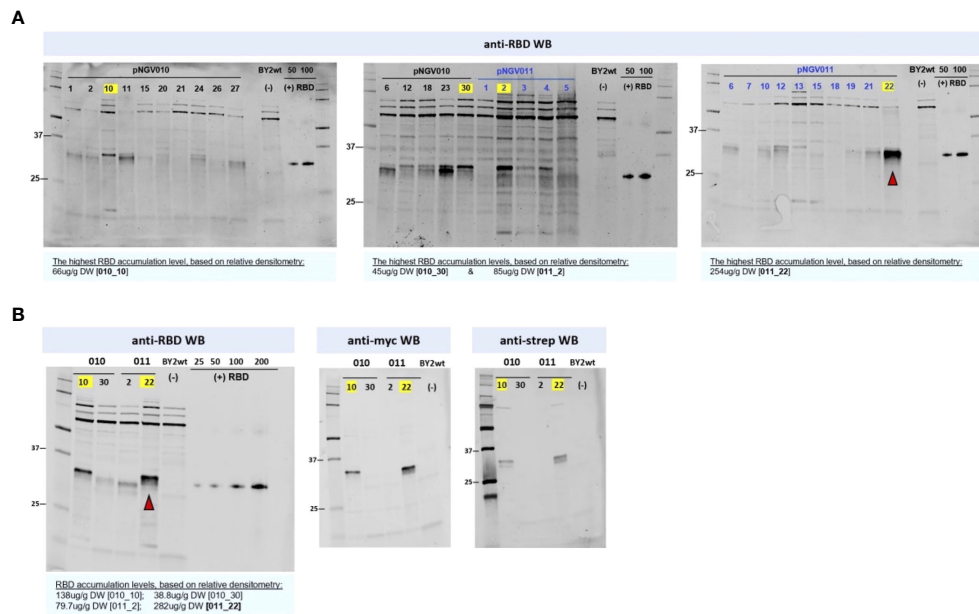 A
anti-RBD WB
pNGV010
BY2wt 50 100
1 2 10 11 15 20 21 24 26 27
(-) (+) RBD
37
25
The highest RBD accumulation level, based on relative densitometry:
66ug/g DW [010_10]
pNGV010 pNGV011
BY2wt 50 100
6 12 18 23 30 1 2 3 4 5
(-) (+) RBD
37
25
The highest RBD accumulation levels, based on relative densitometry:
45ug/g DW [010_30] & 85ug/g DW [011_2]
pNGV011
BY2wt 50 100
6 7 10 12 13 15 18 19 21 22
(-) (+) RBD
37
25
The highest RBD accumulation level, based on relative densitometry:
254ug/g DW [011_22]
B
anti-RBD WB
010 011 BY2wt 25 50 100 200
10 30 2 22 (-) (+) RBD
37
25
RBD accumulation levels, based on relative densitometry:
138ug/g DW [010_10]; 38.8ug/g DW [010_30]
79.7ug/g DW [011_2]; 282ug/g DW [011_22]
anti-myc WB
010 011 BY2wt
10 30 2 22 (-)
37
25
anti-strep WB
010 011 BY2wt
10 30 2 22 (-)
37
25